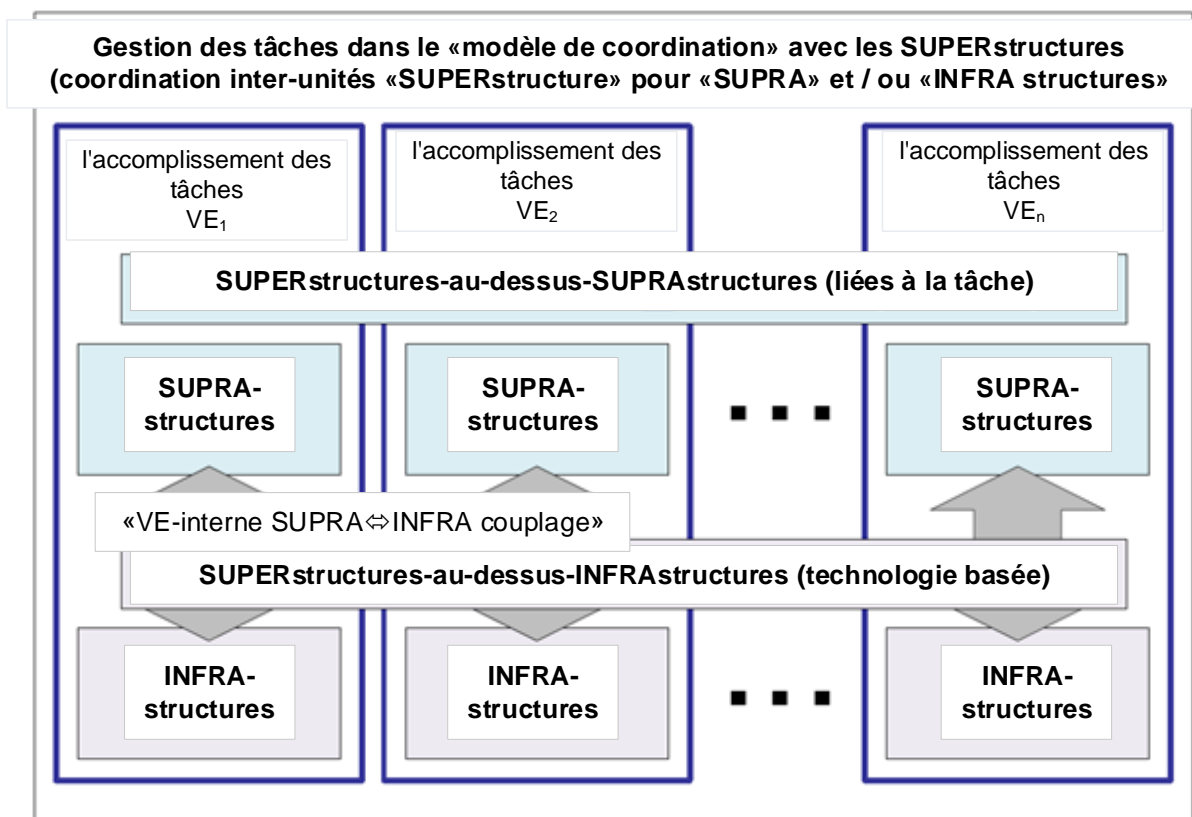 Gestion des tâches dans le «modèle de coordination» avec les SUPERstructures
(coordination inter-unités «SUPERstructure» pour «SUPRA» et / ou «INFRA structures»
l'accomplissement des
tâches
VE₁
l'accomplissement des
tâches
VE₂
l'accomplissement des
tâches
VEₙ
SUPERstructures-au-dessus-SUPRAstructures (liées à la tâche)
SUPRA-
structures
SUPRA-
structures
SUPRA-
structures
«VE-interne SUPRA⇔INFRA couplage»
SUPERstructures-au-dessus-INFRAstructures (technologie basée)
INFRA-
structures
INFRA-
structures
INFRA-
structures